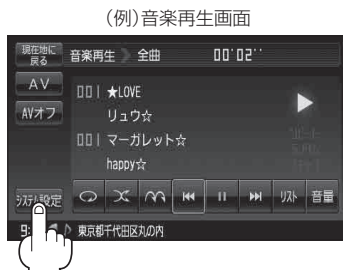 (例)音楽再生画面
現在地に
戻る
音楽再生 全曲 00'02''
AV
001 ★LOVE
AVオフ
リュウ☆
001 マーガレット☆
happy☆
システム設定
リスト 音量
9:
東京都千代田区丸の内